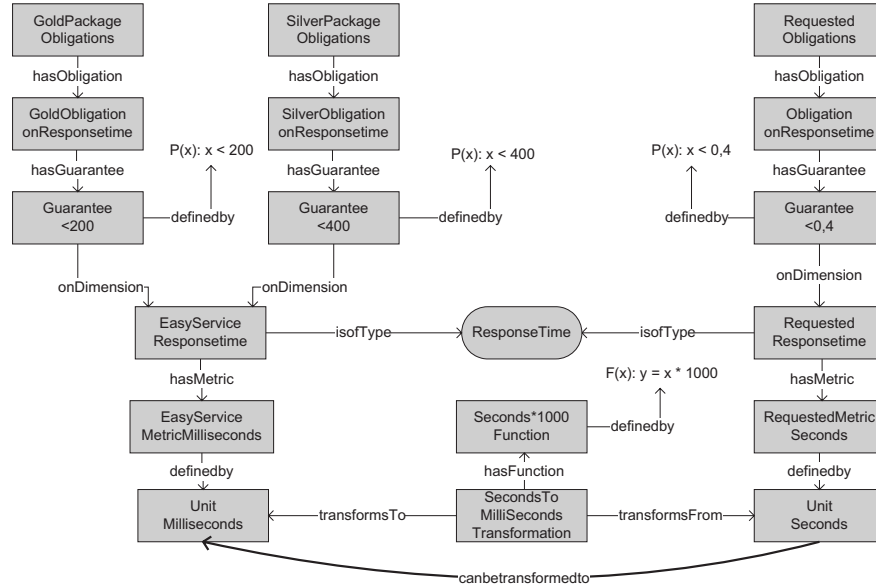 GoldPackage
Obligations
SilverPackage
Obligations
Requested
Obligations
hasObligation
hasObligation
hasObligation
GoldObligation
onResponsetime
SilverObligation
onResponsetime
Obligation
onResponsetime
P(x): x < 200
P(x): x < 400
P(x): x < 0,4
hasGuarantee
hasGuarantee
hasGuarantee
Guarantee
<200
definedby
Guarantee
<400
definedby
definedby
Guarantee
<0,4
onDimension
onDimension
onDimension
EasyService
Responsetime
isofType
ResponseTime
isofType
Requested
Responsetime
hasMetric
F(x): y = x * 1000
hasMetric
EasyService
MetricMilliseconds
Seconds*1000
Function
definedby
RequestedMetric
Seconds
definedby
hasFunction
definedby
Unit
Milliseconds
transformsTo
SecondsTo
MilliSeconds
Transformation
transformsFrom
Unit
Seconds
canbetransformedto